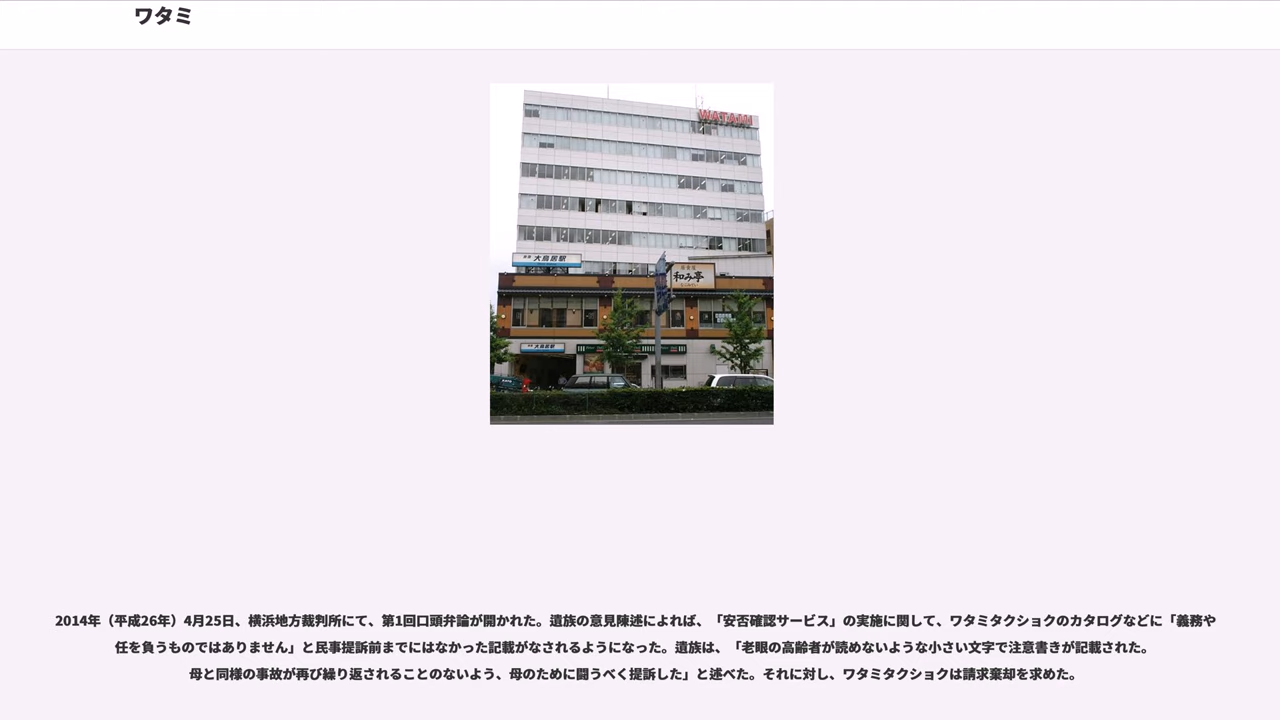 ワタミ
WATAMI
大鳥居駅
和み亭
大鳥居駅
2014年（平成26年）4月25日、横浜地方裁判所にて、第1回口頭弁論が開かれた。遺族の意見陳述によれば、「安否確認サービス」の実施に関して、ワタミタクショクのカタログなどに「義務や
任を負うものではありません」と民事提訴前までにはなかった記載がなされるようになった。遺族は、「老眼の高齢者が読めないような小さい文字で注意書きが記載された。
母と同様の事故が再び繰り返されることのないよう、母のために闘うべく提訴した」と述べた。それに対し、ワタミタクショクは請求棄却を求めた。